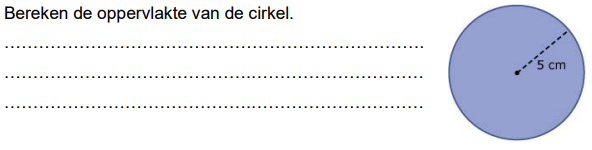 Bereken de oppervlakte van de cirkel.
……………………………………………………………….
………………………………………………………………
………………………………………………………………
5 cm